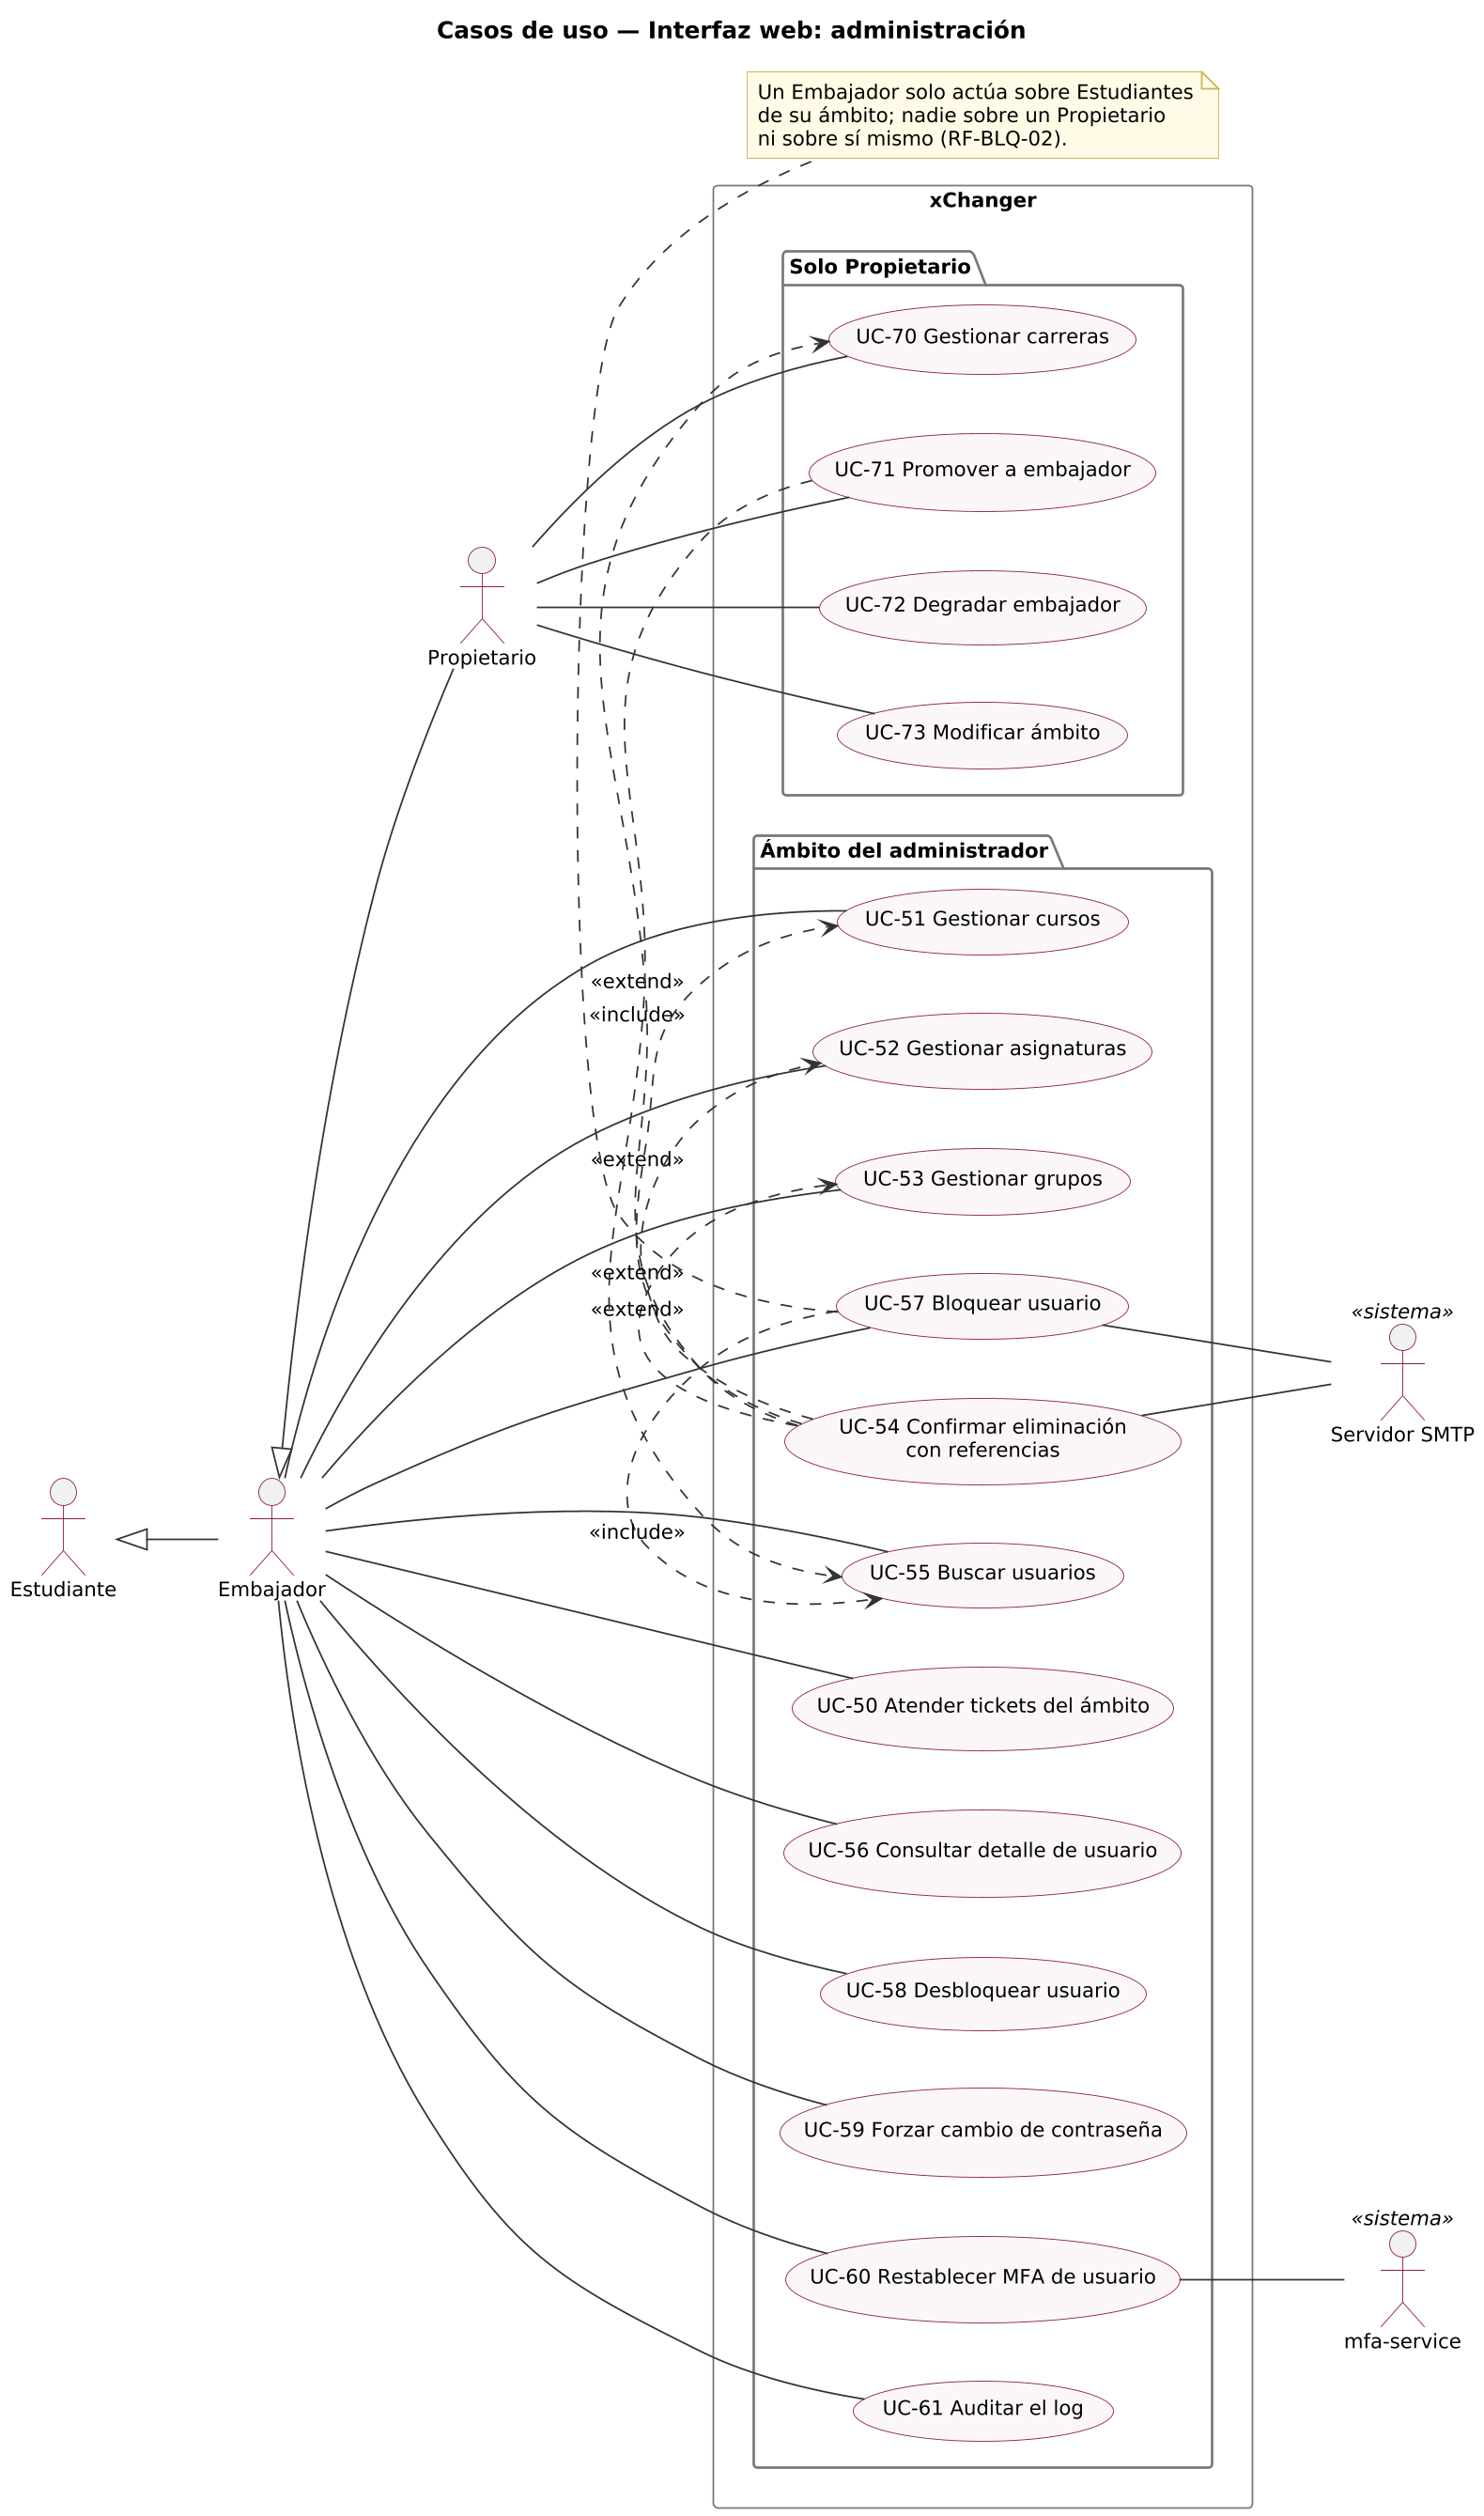 Casos de uso — Interfaz web: administración
Un Embajador solo actúa sobre Estudiantes
de su ámbito; nadie sobre un Propietario
ni sobre sí mismo (RF-BLQ-02).
xChanger
Solo Propietario
UC-70 Gestionar carreras
UC-71 Promover a embajador
UC-72 Degradar embajador
Propietario
UC-73 Modificar ámbito
Ámbito del administrador
UC-51 Gestionar cursos
«extend»
«include»
UC-52 Gestionar asignaturas
«extend»
UC-53 Gestionar grupos
«extend»
«extend»
UC-57 Bloquear usuario
«sistema»
Servidor SMTP
UC-54 Confirmar eliminación
con referencias
«include»
UC-55 Buscar usuarios
Estudiante
Embajador
UC-50 Atender tickets del ámbito
UC-56 Consultar detalle de usuario
UC-58 Desbloquear usuario
UC-59 Forzar cambio de contraseña
«sistema»
UC-60 Restablecer MFA de usuario
mfa-service
UC-61 Auditar el log